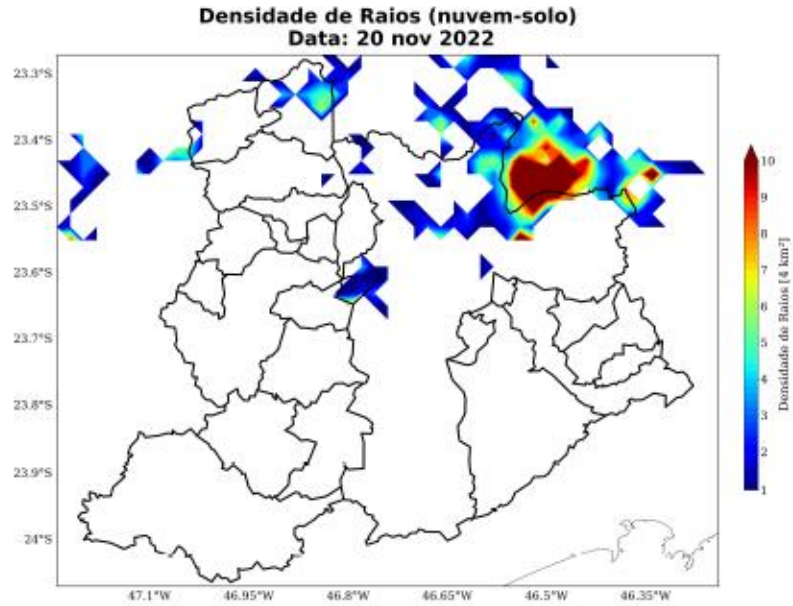 Densidade de Raios (nuvem-solo)
Data: 20 nov 2022
23.3°S
23.4°S
23.5°S
23.6°S
23.7°S
23.8°S
23.9°S
24°S
47.1°W
46.95°W
46.8°W
46.65°W
46.5°W
46.35°W
10
9
8
7
6
5
4
3
2
1
Densidade de Raios [4 km²]